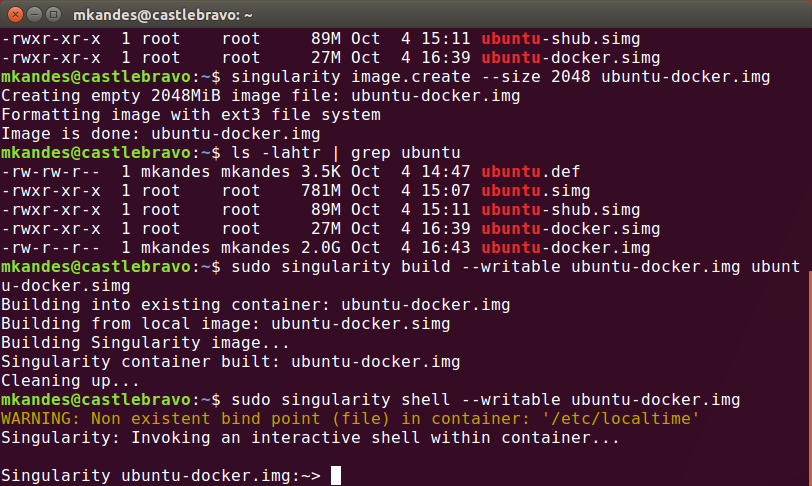 mkandes@castlebravo: ~
-rwxr-xr-x  1 root    root     89M Oct  4 15:11 ubuntu-shub.simg
-rwxr-xr-x  1 root    root     27M Oct  4 16:39 ubuntu-docker.simg
mkandes@castlebravo:~$ singularity image.create --size 2048 ubuntu-docker.img
Creating empty 2048MiB image file: ubuntu-docker.img
Formatting image with ext3 file system
Image is done: ubuntu-docker.img
mkandes@castlebravo:~$ ls -lahtr | grep ubuntu
-rw-rw-r--  1 mkandes mkandes 3.5K Oct  4 14:47 ubuntu.def
-rwxr-xr-x  1 root    root    781M Oct  4 15:07 ubuntu.simg
-rwxr-xr-x  1 root    root     89M Oct  4 15:11 ubuntu-shub.simg
-rwxr-xr-x  1 root    root     27M Oct  4 16:39 ubuntu-docker.simg
-rw-r--r--  1 mkandes mkandes 2.0G Oct  4 16:43 ubuntu-docker.img
mkandes@castlebravo:~$ sudo singularity build --writable ubuntu-docker.img ubunt
u-docker.simg
Building into existing container: ubuntu-docker.img
Building from local image: ubuntu-docker.simg
Building Singularity image...
Singularity container built: ubuntu-docker.img
Cleaning up...
mkandes@castlebravo:~$ sudo singularity shell --writable ubuntu-docker.img
WARNING: Non existent bind point (file) in container: '/etc/localtime'
Singularity: Invoking an interactive shell within container...
Singularity ubuntu-docker.img:~>